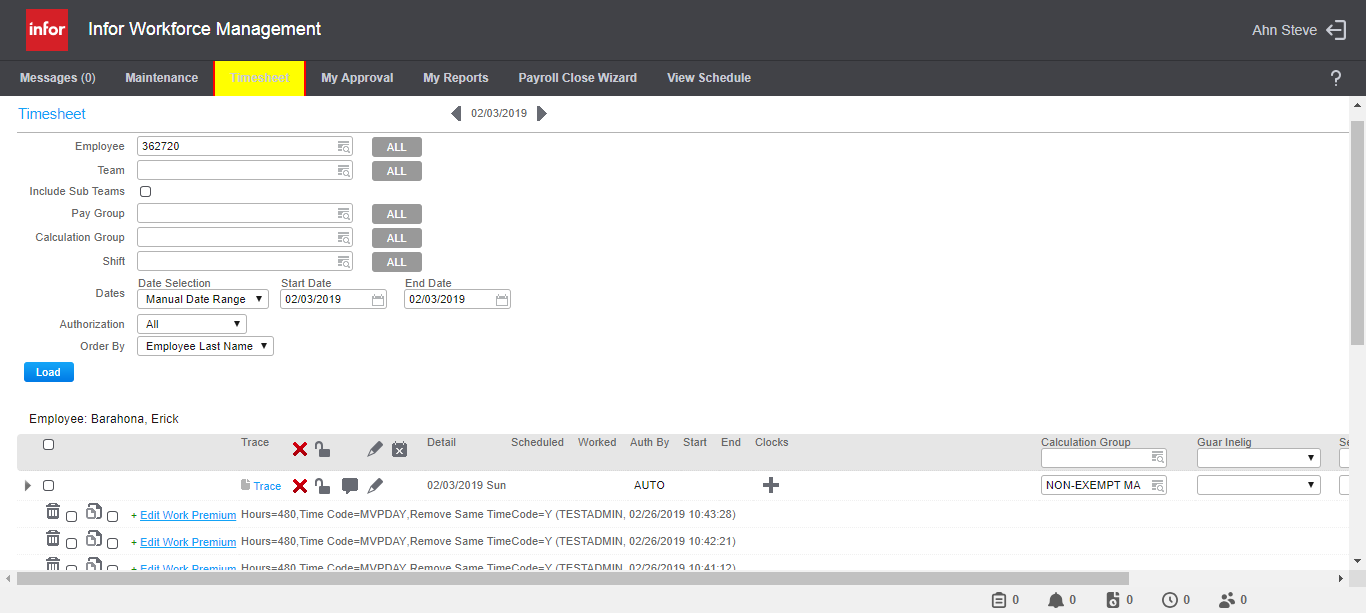 infor Infor Workforce Management Ahn Steve
Messages (0) Maintenance Timesheet My Approval My Reports Payroll Close Wizard View Schedule ?
Timesheet 02/03/2019
Employee 362720 ALL
Team ALL
Include Sub Teams
Pay Group ALL
Calculation Group ALL
Shift ALL
Date Selection Start Date End Date
Dates Manual Date Range 02/03/2019 02/03/2019
Authorization All
Order By Employee Last Name
Load
Employee: Barahona, Erick
Trace Detail Scheduled Worked Auth By Start End Clocks Calculation Group Guar Inelig Se
Trace 02/03/2019 Sun AUTO NON-EXEMPT MA
+ Edit Work Premium Hours=480,Time Code=MVPDAY,Remove Same TimeCode=Y (TESTADMIN, 02/26/2019 10:43:28)
+ Edit Work Premium Hours=480,Time Code=MVPDAY,Remove Same TimeCode=Y (TESTADMIN, 02/26/2019 10:42:21)
+ Edit Work Premium Hours=480,Time Code=MVPDAY,Remove Same TimeCode=Y (TESTADMIN, 02/26/2019 10:41:12)
0 0 0 0 0